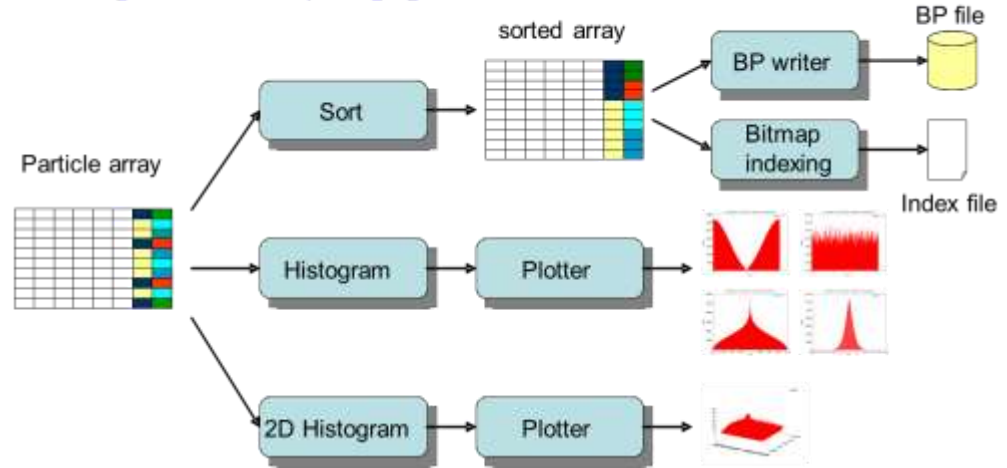 BP file
sorted array
BP writer
Sort
Bitmap
indexing
Particle array
Index file
Histogram
Plotter
2D Histogram
Plotter